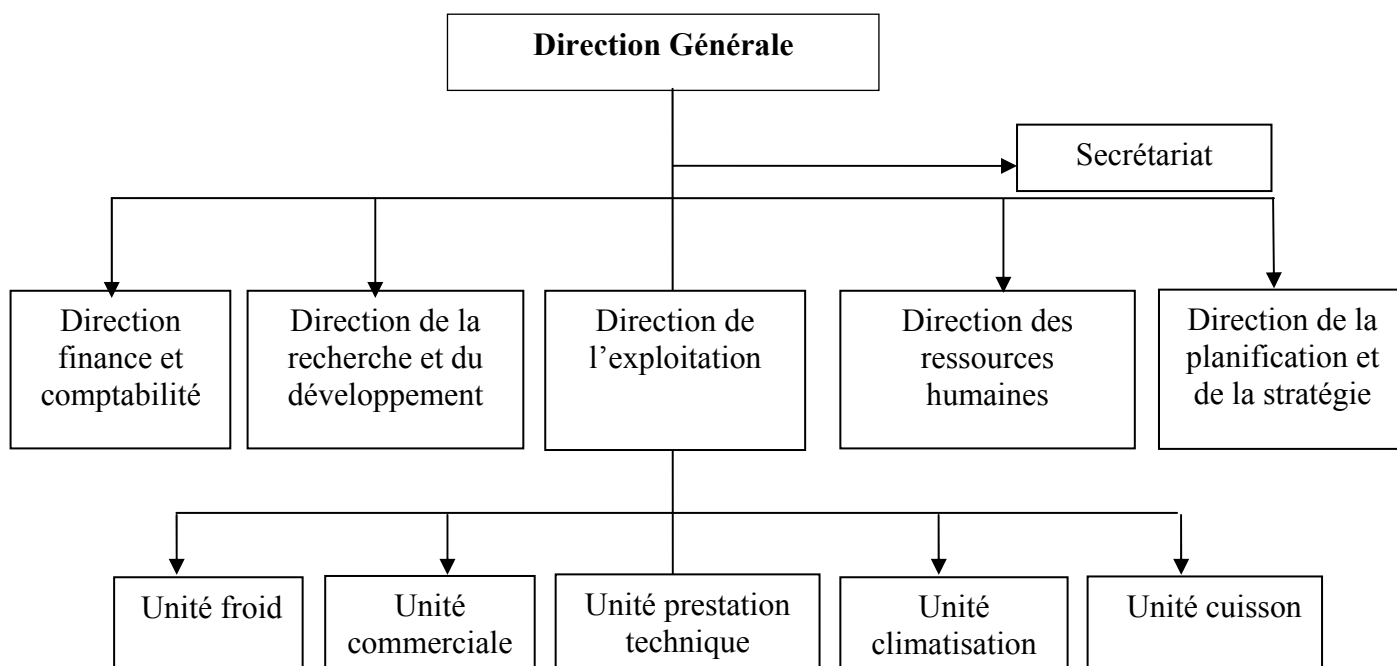 Direction Générale
Secrétariat
Direction
finance et
comptabilité
Direction de la
recherche et du
développement
Direction de
l’exploitation
Direction des
ressources
humaines
Direction de la
planification et
de la stratégie
Unité froid
Unité
commerciale
Unité prestation
technique
Unité
climatisation
Unité cuisson